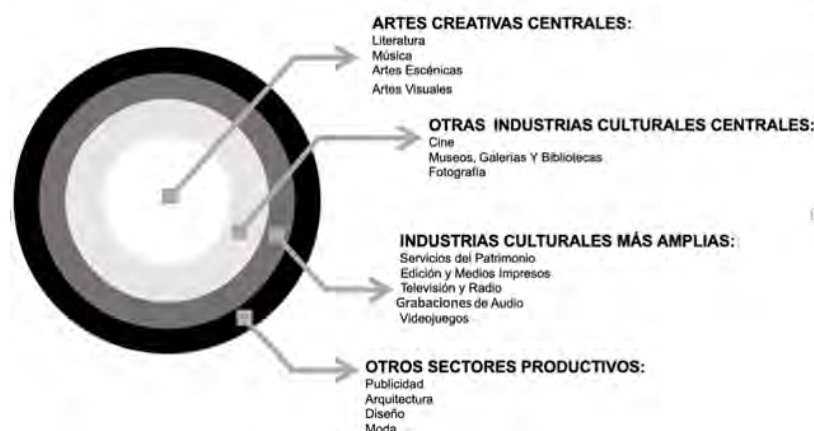 ARTES CREATIVAS CENTRALES:
Literatura
Música
Artes Escénicas
Artes Visuales
OTRAS INDUSTRIAS CULTURALES CENTRALES:
Cine
Museos, Galerías Y Bibliotecas
Fotografía
INDUSTRIAS CULTURALES MÁS AMPLIAS:
Servicios del Patrimonio
Edición y Medios Impresos
Televisión y Radio
Grabaciones de Audio
Videojuegos
OTROS SECTORES PRODUCTIVOS:
Publicidad
Arquitectura
Diseño
Moda